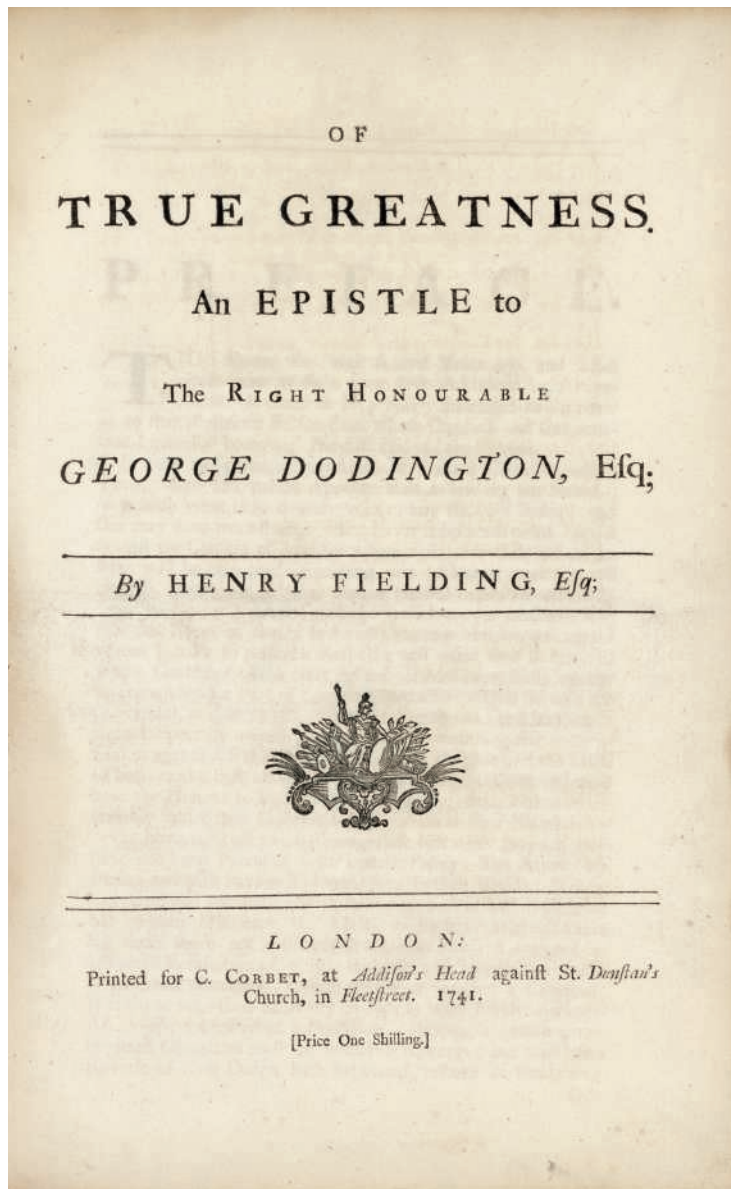 OF
TRUE GREATNESS.
An EPISTLE to
The RIGHT HONOURABLE
GEORGE DODINGTON, Eſq;
By HENRY FIELDING, Eſq;
LONDON:
Printed for C. CORBET, at Addiſon's Head againſt St. Dunſtan's
Church, in Fleetſtreet. 1741.
[Price One Shilling.]